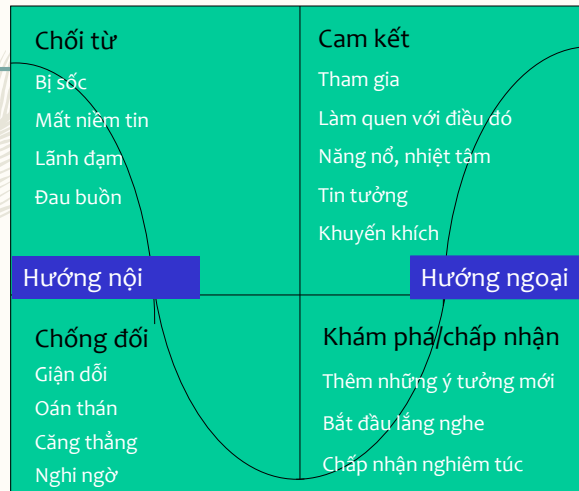 Chối từ
Bị sốc
Mất niềm tin
Lãnh đạm
Đau buồn
Cam kết
Tham gia
Làm quen với điều đó
Năng nổ, nhiệt tâm
Tin tưởng
Khuyến khích
Hướng nội
Hướng ngoại
Chống đối
Giận dỗi
Oán thán
Căng thẳng
Nghi ngờ
Khám phá/chấp nhận
Thêm những ý tưởng mới
Bắt đầu lắng nghe
Chấp nhận nghiêm túc